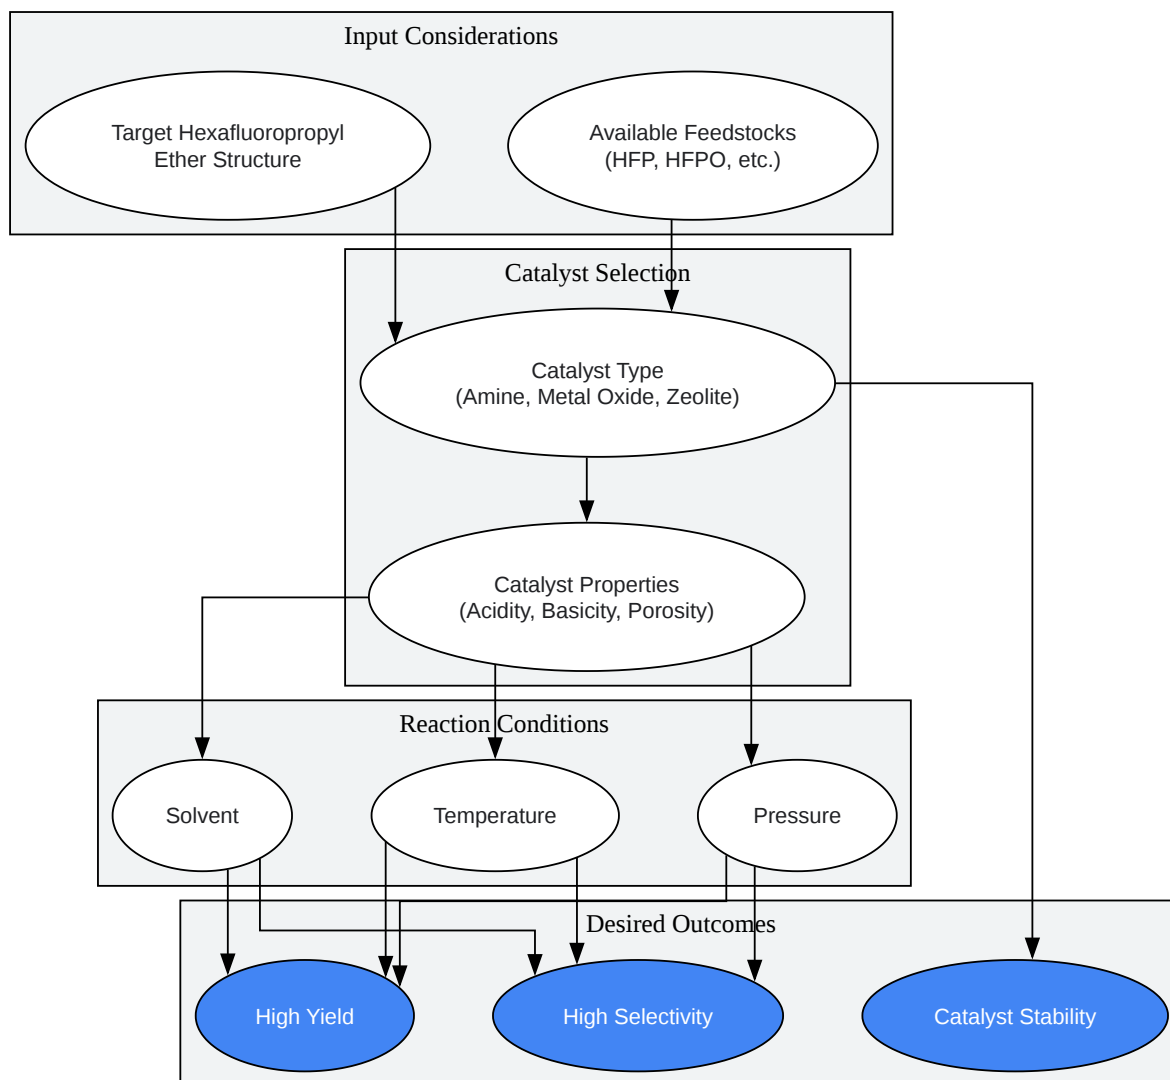 Input Considerations
Target Hexafluoropropyl
Ether Structure
Available Feedstocks
(HFP, HFPO, etc.)
Catalyst Selection
Catalyst Type
(Amine, Metal Oxide, Zeolite)
Catalyst Properties
(Acidity, Basicity, Porosity)
Reaction Conditions
Solvent
Temperature
Pressure
Desired Outcomes
High Yield
High Selectivity
Catalyst Stability